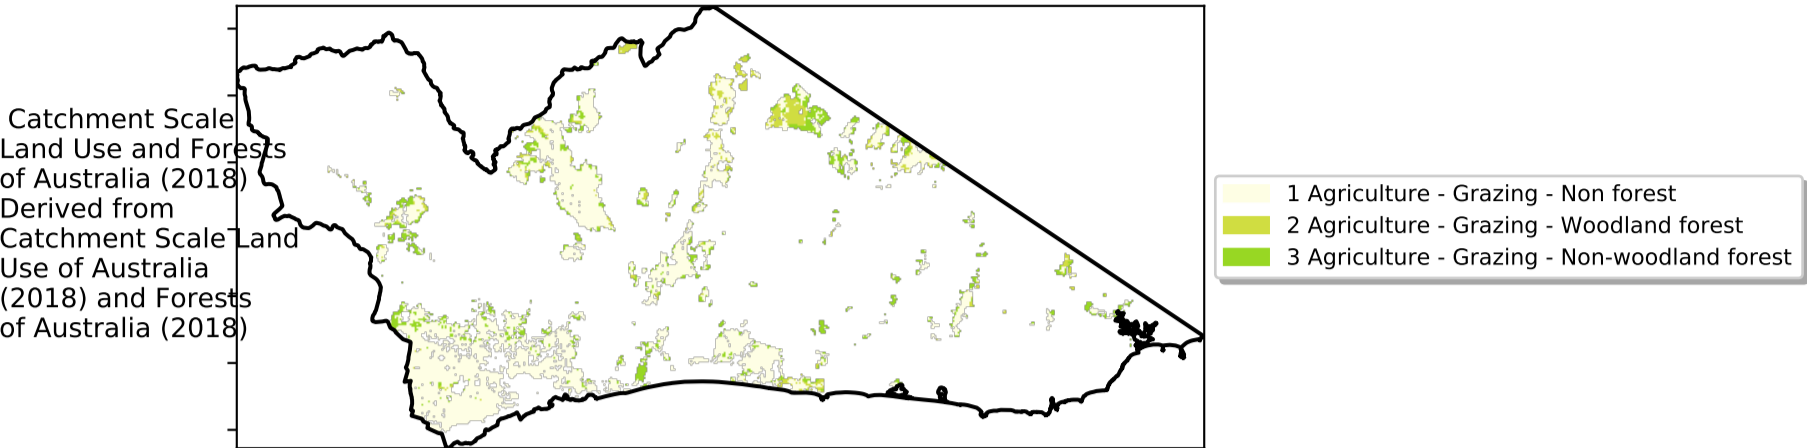 Catchment Scale
Land Use and Forests
of Australia (2018)
Derived from
Catchment Scale Land
Use of Australia
(2018) and Forests
of Australia (2018)
1 Agriculture - Grazing - Non forest
2 Agriculture - Grazing - Woodland forest
3 Agriculture - Grazing - Non-woodland forest